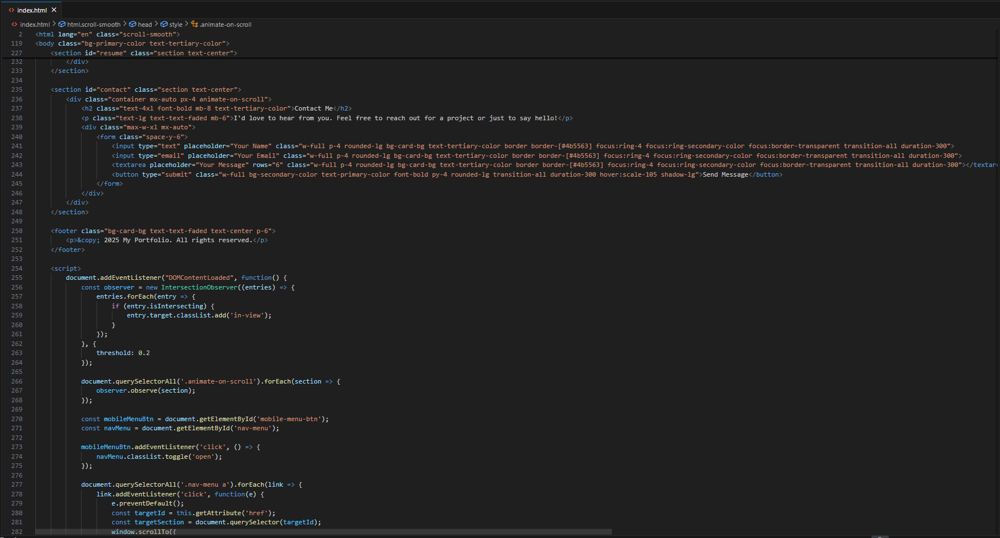 index.html
index.html > html.scroll-smooth > head > style > .animate-on-scroll
2 <html lang="en" class="scroll-smooth">
119 <body class="bg-primary-color text-tertiary-color">
227 <section id="resume" class="section text-center">
232 </div>
233 </section>
234
235 <section id="contact" class="section text-center">
236 <div class="container mx-auto px-4 animate-on-scroll">
237 <h2 class="text-4xl font-bold mb-8 text-tertiary-color">Contact Me</h2>
238 <p class="text-lg text-text-faded mb-6">I'd love to hear from you. Feel free to reach out for a project or just to say hello!</p>
239 <div class="max-w-xl mx-auto">
240 <form class="space-y-6">
241 <input type="text" placeholder="Your Name" class="w-full p-4 rounded-lg bg-card-bg text-tertiary-color border border-[#4b5563] focus:ring-4 focus:ring-secondary-color focus:border-transparent transition-all duration-300">
242 <input type="email" placeholder="Your Email" class="w-full p-4 rounded-lg bg-card-bg text-tertiary-color border border-[#4b5563] focus:ring-4 focus:ring-secondary-color focus:border-transparent transition-all duration-300">
243 <textarea placeholder="Your Message" rows="6" class="w-full p-4 rounded-lg bg-card-bg text-tertiary-color border border-[#4b5563] focus:ring-4 focus:ring-secondary-color focus:border-transparent transition-all duration-300"></textar
244 <button type="submit" class="w-full bg-secondary-color text-primary-color font-bold py-4 rounded-lg transition-all duration-300 hover:scale-105 shadow-lg">Send Message</button>
245 </form>
246 </div>
247 </div>
248 </section>
249
250 <footer class="bg-card-bg text-text-faded text-center p-6">
251 <p>&copy; 2025 My Portfolio. All rights reserved.</p>
252 </footer>
253
254 <script>
255 document.addEventListener("DOMContentLoaded", function() {
256 const observer = new IntersectionObserver((entries) => {
257 entries.forEach(entry => {
258 if (entry.isIntersecting) {
259 entry.target.classList.add('in-view');
260 }
261 });
262 }, {
263 threshold: 0.2
264 });
265
266 document.querySelectorAll('.animate-on-scroll').forEach(section => {
267 observer.observe(section);
268 });
269
270 const mobileMenuBtn = document.getElementById('mobile-menu-btn');
271 const navMenu = document.getElementById('nav-menu');
272
273 mobileMenuBtn.addEventListener('click', () => {
274 navMenu.classList.toggle('open');
275 });
276
277 document.querySelectorAll('.nav-menu a').forEach(link => {
278 link.addEventListener('click', function(e) {
279 e.preventDefault();
280 const targetId = this.getAttribute('href');
281 const targetSection = document.querySelector(targetId);
282 window.scrollTo({